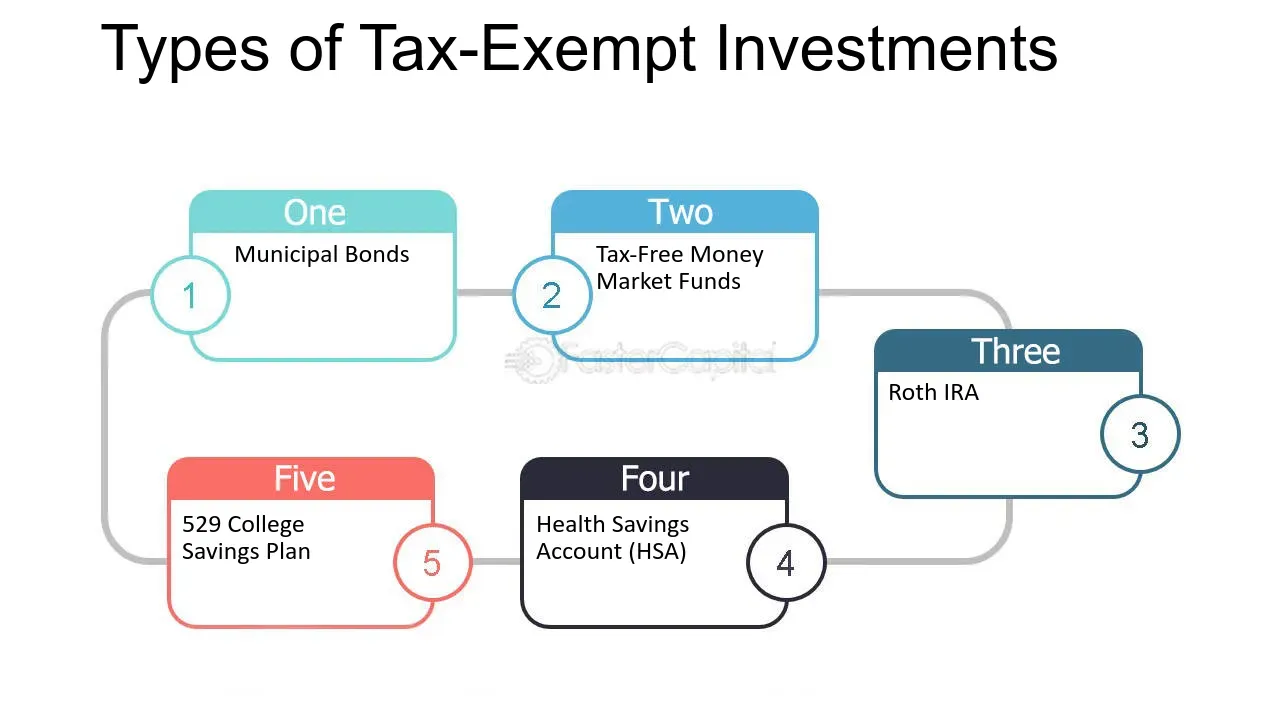 Types of Tax-Exempt Investments
One
Municipal Bonds
1
Two
Tax-Free Money
Market Funds
2
Three
Roth IRA
3
FasterCapital
Four
Health Savings
Account (HSA)
4
Five
529 College
Savings Plan
5